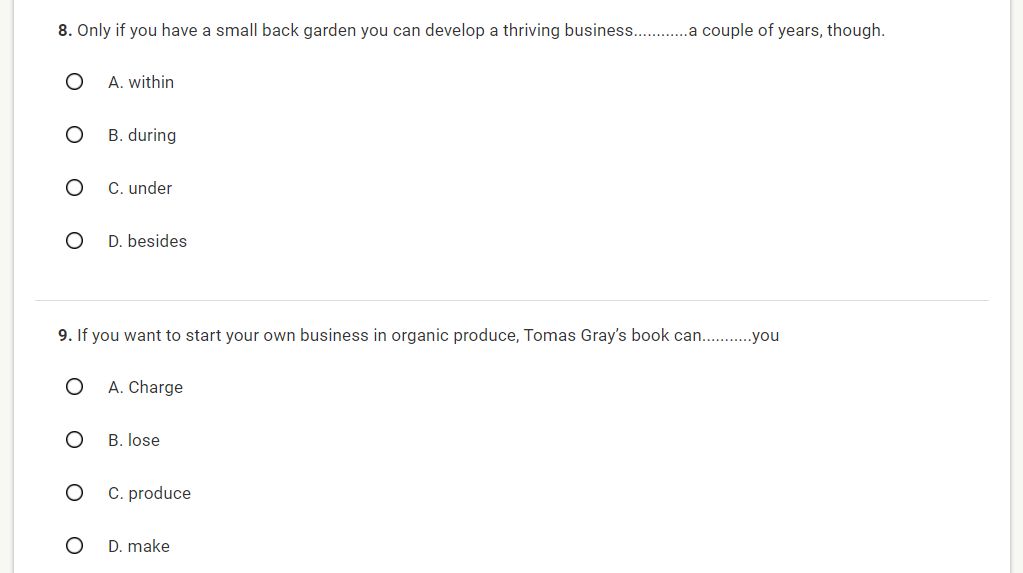 8. Only if you have a small back garden you can develop a thriving business............a couple of years, though.
A. within
B. during
C. under
D. besides
9. If you want to start your own business in organic produce, Tomas Gray’s book can...........you
A. Charge
B. lose
C. produce
D. make